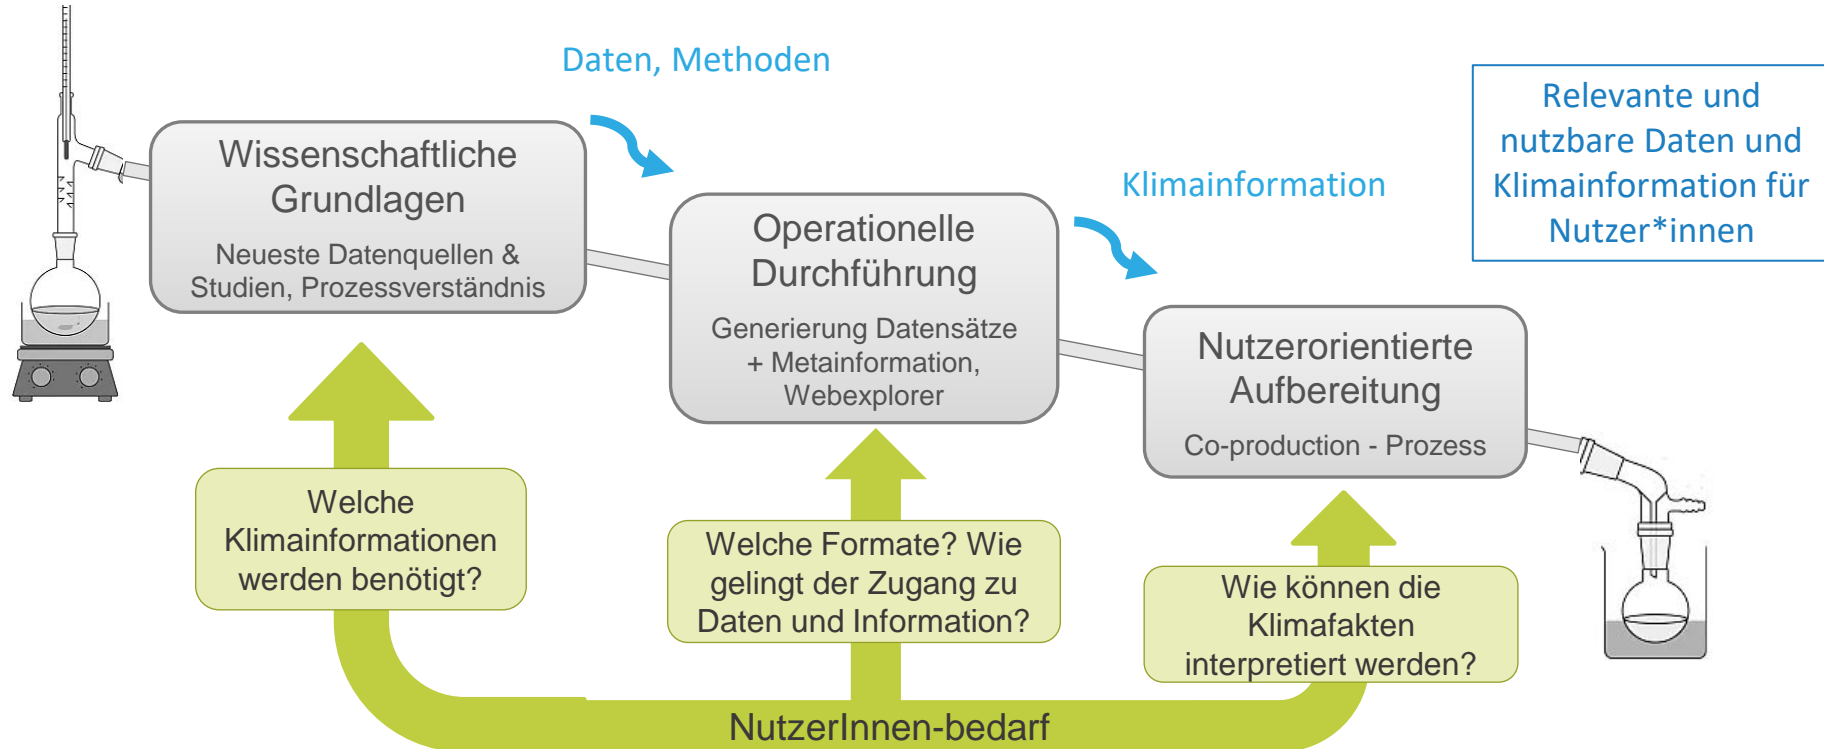 Daten, Methoden
Wissenschaftliche
Grundlagen
Neueste Datenquellen &
Studien, Prozessverständnis
Klimainformation
Operationelle
Durchführung
Generierung Datensätze
+ Metainformation,
Webexplorer
Relevante und
nutzbare Daten und
Klimainformation für
Nutzer*innen
Nutzerorientierte
Aufbereitung
Co-production - Prozess
Welche
Klimainformationen
werden benötigt?
Welche Formate? Wie
gelingt der Zugang zu
Daten und Information?
Wie können die
Klimafakten
interpretiert werden?
NutzerInnen-bedarf